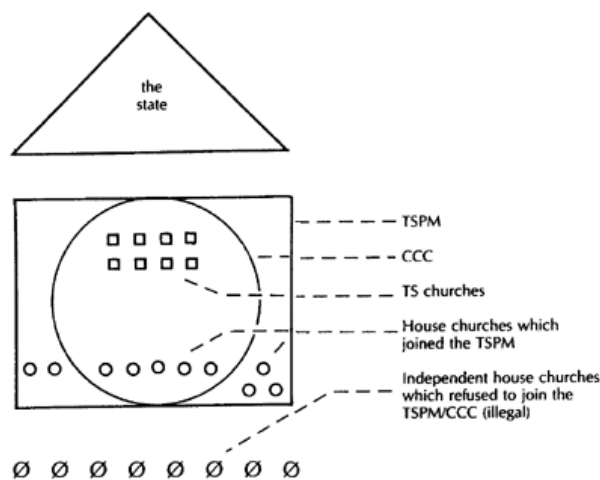 the
state
TSPM
CCC
TS churches
House churches which
joined the TSPM
Independent house churches
which refused to join the
TSPM/CCC (illegal)